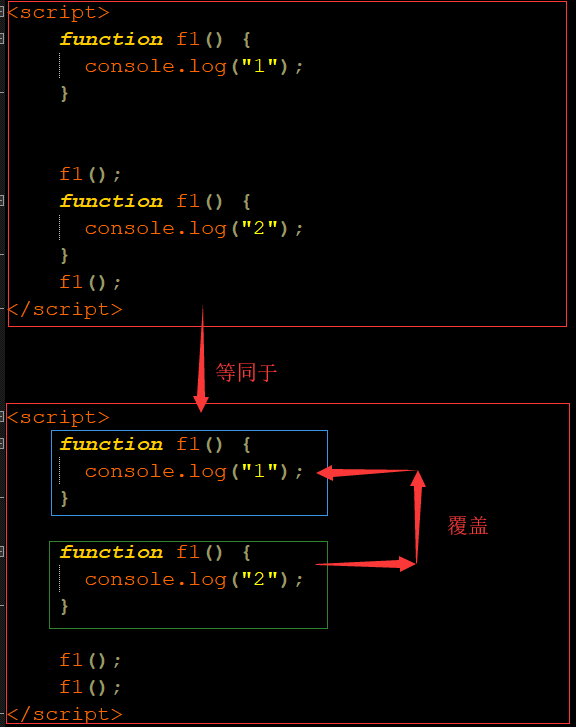 <script>
function f1() {
console.log("1");
}
f1();
function f1() {
console.log("2");
}
f1();
</script>
等同于
<script>
function f1() {
console.log("1");
}
覆盖
function f1() {
console.log("2");
}
f1();
f1();
</script>